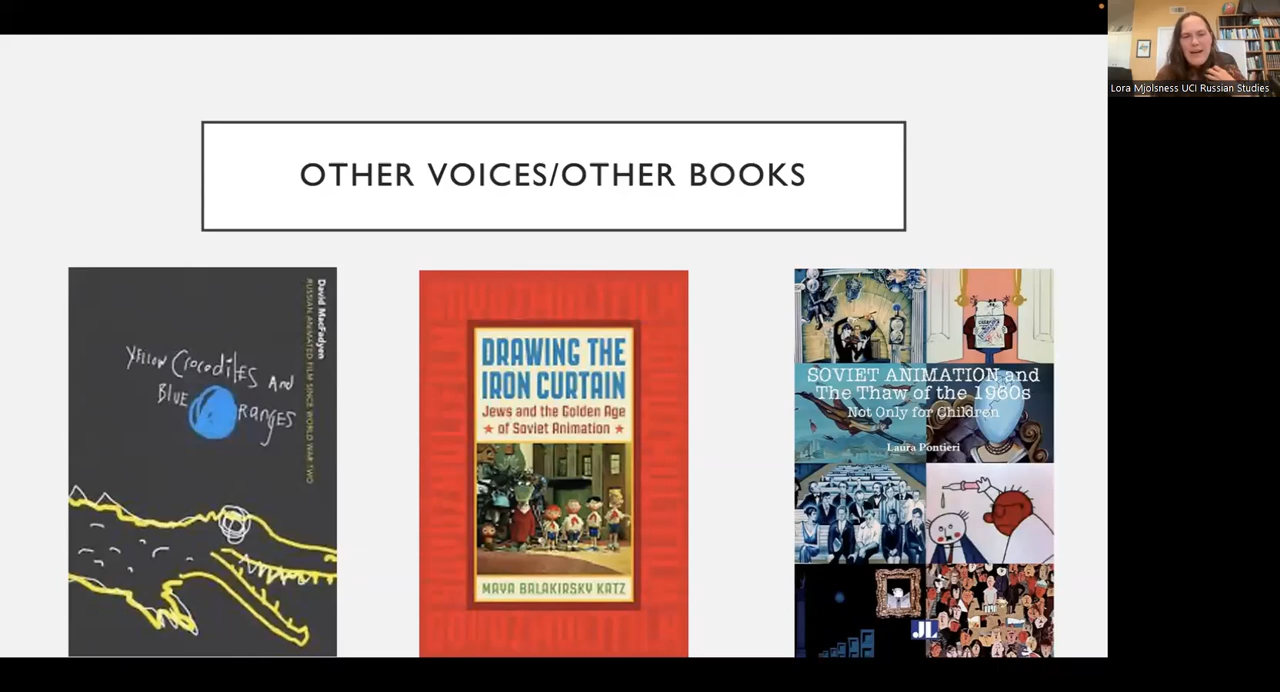 Lora Mjolsness UCI Russian Studies
OTHER VOICES/OTHER BOOKS
David MacFadyen
RUSSIAN ANIMATED FILM SINCE WORLD WAR TWO
YELLOW CrocodilES AND
BLUE ORANGES
DRAWING THE
IRON CURTAIN
Jews and the Golden Age
of Soviet Animation
MAYA BALAKIRSKY KATZ
SOVIET ANIMATION and
The Thaw of the 1960s
Not Only for Children
Laura Pontieri
JL